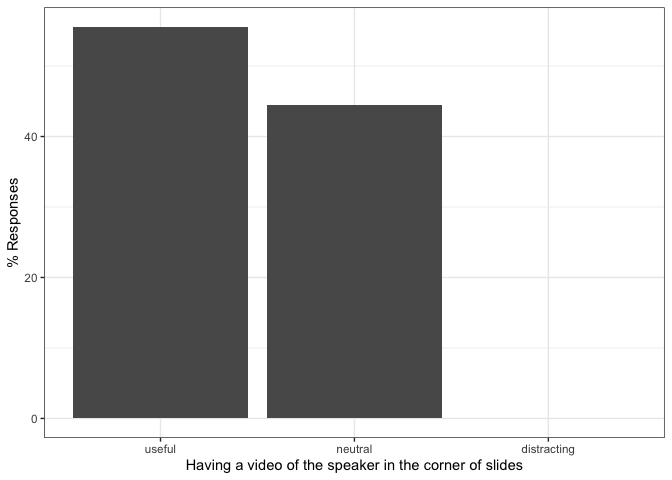 % Responses
40
20
0
useful neutral distracting
Having a video of the speaker in the corner of slides